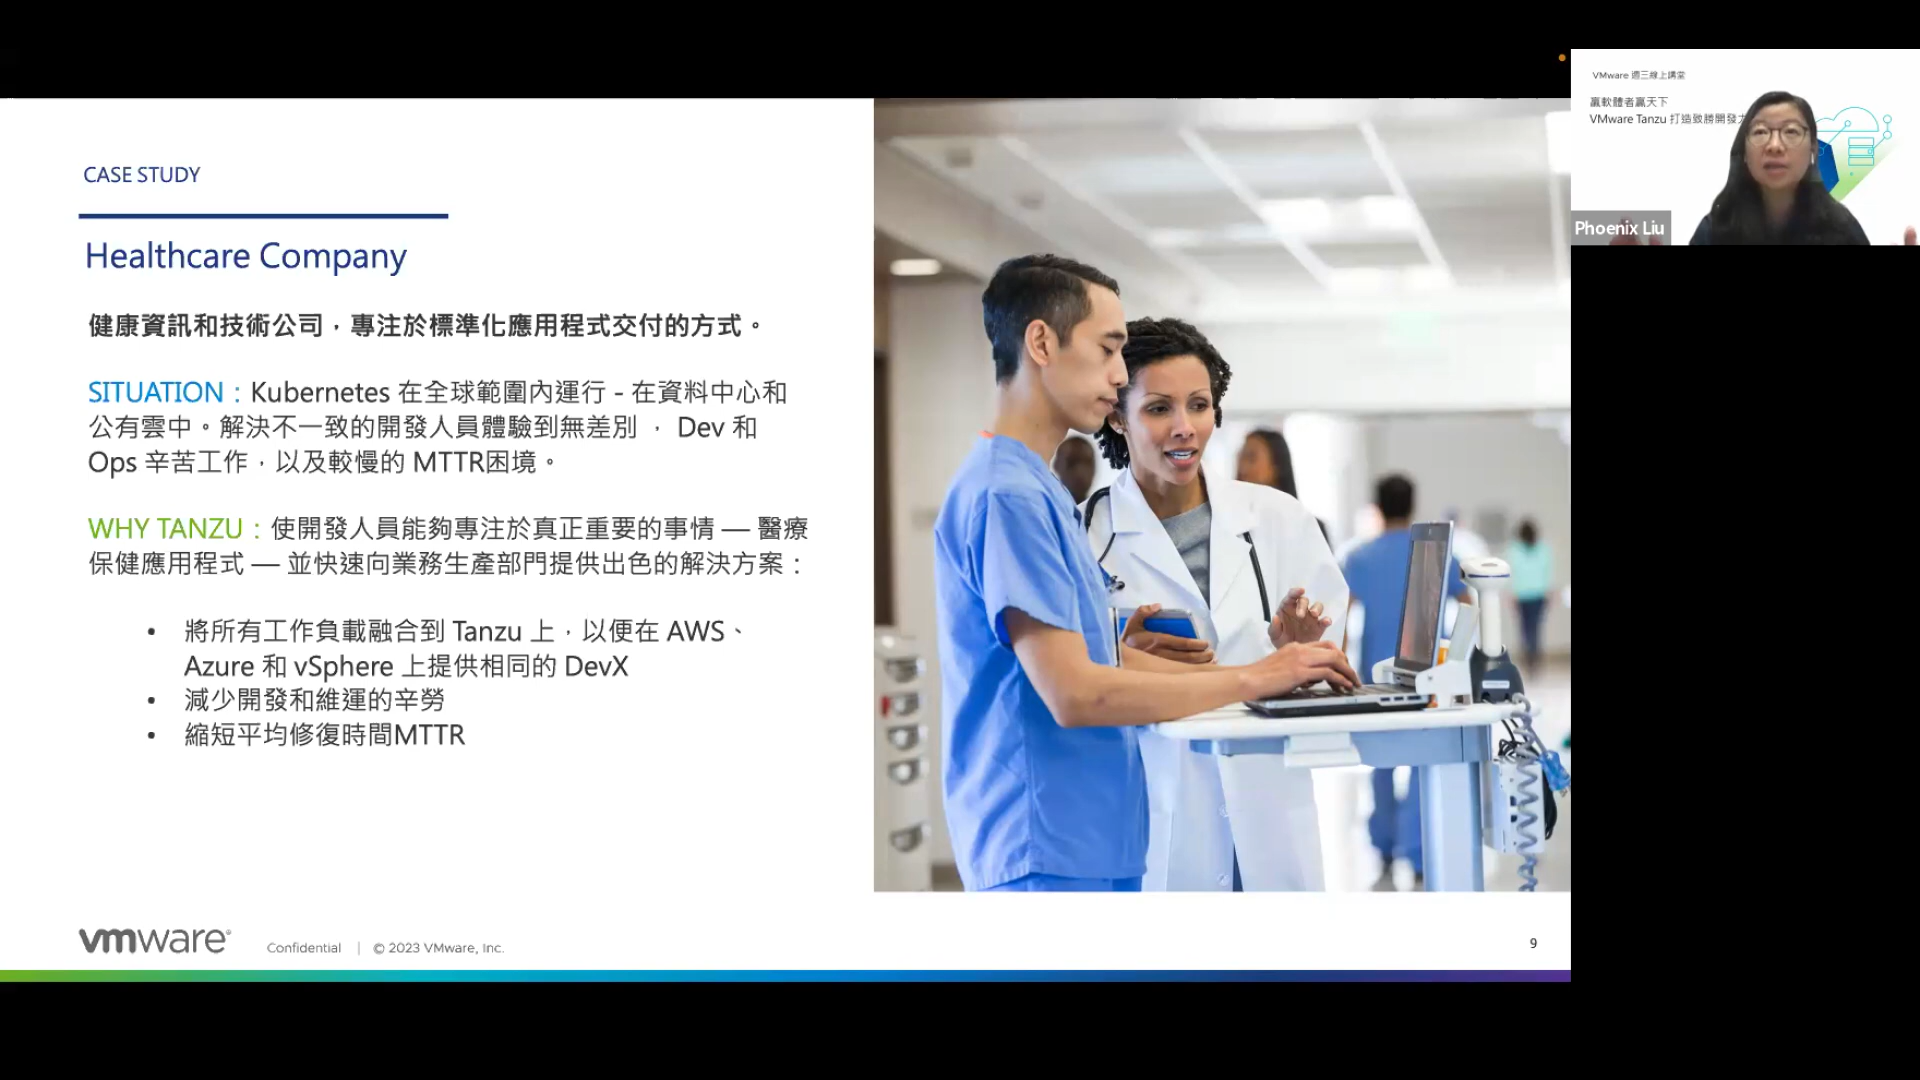 CASE STUDY
Healthcare Company
健康資訊和技術公司，專注於標準化應用程式交付的方式。
SITUATION：Kubernetes 在全球範圍內運行 - 在資料中心和
公有雲中。解決不一致的開發人員體驗到無差別 ， Dev 和
Ops 辛苦工作，以及較慢的 MTTR困境。
WHY TANZU：使開發人員能夠專注於真正重要的事情 — 醫療
保健應用程式 — 並快速向業務生產部門提供出色的解決方案：
• 將所有工作負載融合到 Tanzu 上，以便在 AWS、
Azure 和 vSphere 上提供相同的 DevX
• 減少開發和維運的辛勞
• 縮短平均修復時間MTTR
vmware®
Confidential | © 2023 VMware, Inc.
9
VMware 週三線上講堂
贏軟體者贏天下
VMware Tanzu 打造致勝開發
Phoenix Liu